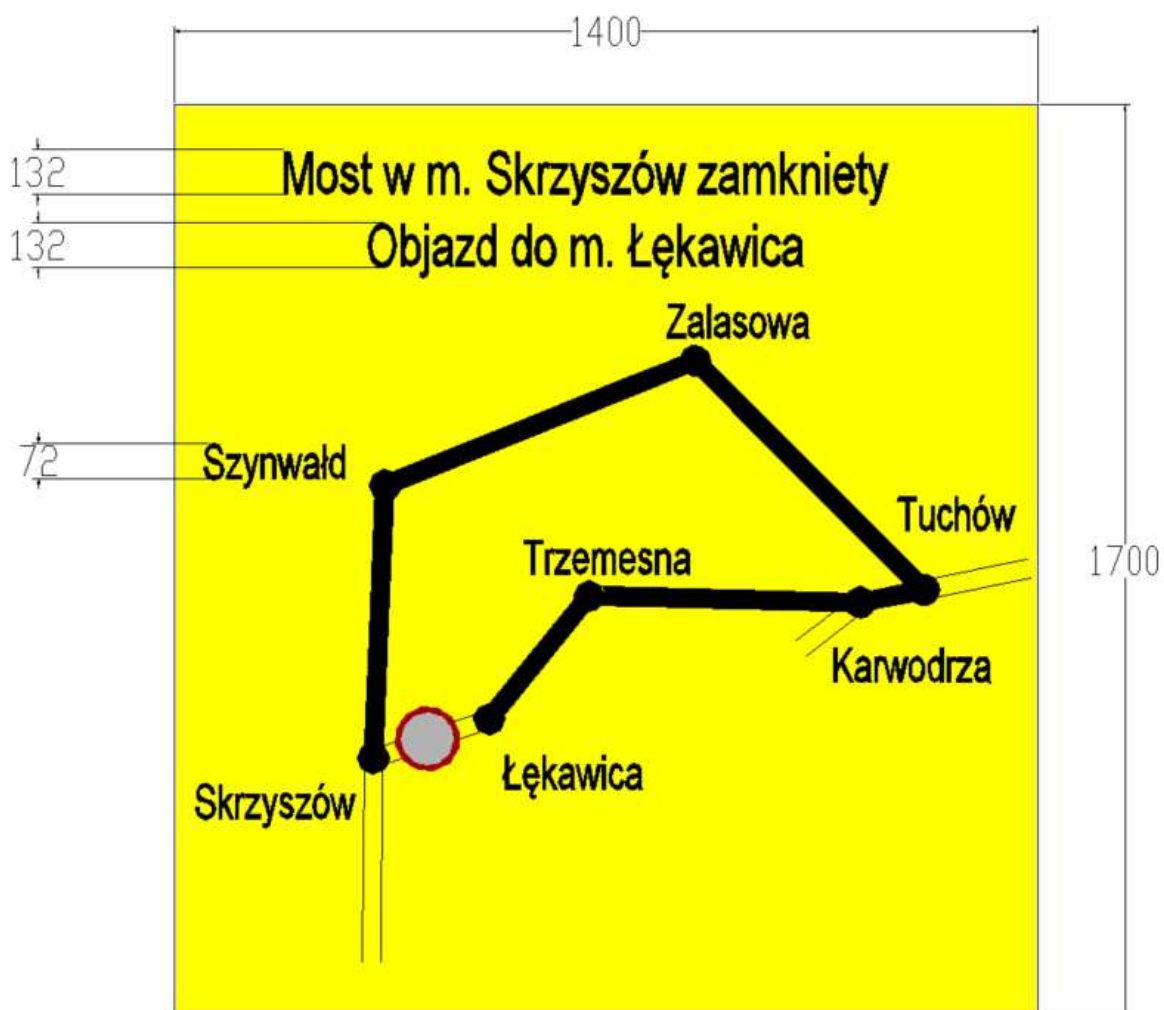 1400
132
Most w m. Skrzyszów zamkniety
132
Objazd do m. Łękawica
Zalasowa
72
Szynwałd
Tuchów
Trzemesna
1700
Karwodrza
Łękawica
Skrzyszów